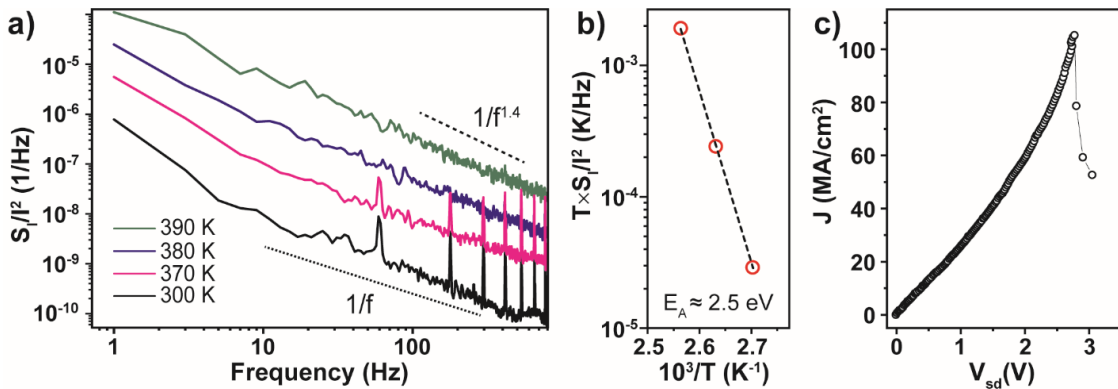 a)
S_I/I² (1/Hz)
10⁻⁵
10⁻⁶
10⁻⁷
10⁻⁸
10⁻⁹
10⁻¹⁰
1/f^1.4
390 K
380 K
370 K
300 K
1/f
1 10 100
Frequency (Hz)
b)
T×S_I/I² (K/Hz)
10⁻³
10⁻⁴
10⁻⁵
E_A ≈ 2.5 eV
2.5 2.6 2.7
10³/T (K⁻¹)
c)
J (MA/cm²)
100
80
60
40
20
0
0 1 2 3
V_sd(V)